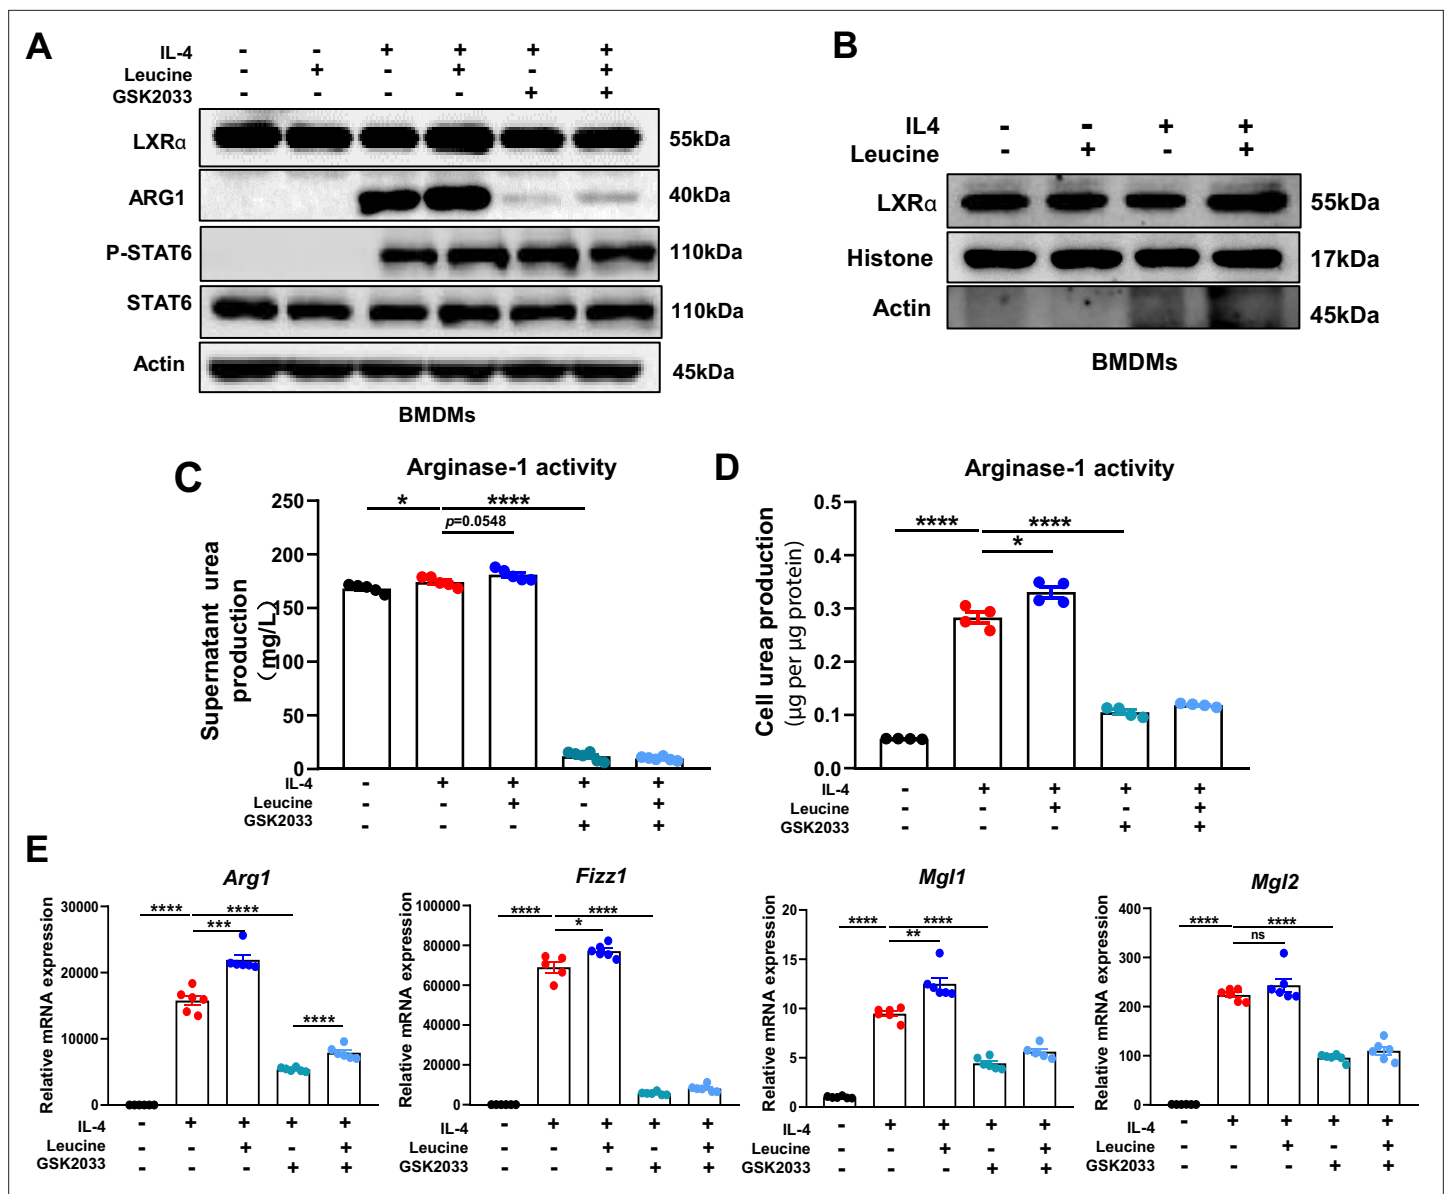 A
IL-4 - - + + + +
Leucine - + - + - +
GSK2033 - - - - + +
LXRα 55kDa
ARG1 40kDa
P-STAT6 110kDa
STAT6 110kDa
Actin 45kDa
BMDMs
B
IL4 - - + +
Leucine - + - +
LXRα 55kDa
Histone 17kDa
Actin 45kDa
BMDMs
C
Arginase-1 activity
Supernatant urea
production
(mg/L)
250
200
150
100
50
0
* ****
p=0.0548
IL-4 - + + + +
Leucine - - + - +
GSK2033 - - - + +
D
Arginase-1 activity
Cell urea production
(μg per μg protein)
0.5
0.4
0.3
0.2
0.1
0.0
**** ****
*
IL-4 - + + + +
Leucine - - + - +
GSK2033 - - - + +
E
Arg1
Relative mRNA expression
30000
20000
10000
0
**** ****
***
****
IL-4 - + + + +
Leucine - - + - +
GSK2033 - - - + +
Fizz1
Relative mRNA expression
100000
80000
60000
40000
20000
0
**** ****
*
IL-4 - + + + +
Leucine - - + - +
GSK2033 - - - + +
Mgl1
Relative mRNA expression
20
15
10
5
0
**** ****
**
IL-4 - + + + +
Leucine - - + - +
GSK2033 - - - + +
Mgl2
Relative mRNA expression
400
300
200
100
0
**** ****
ns
IL-4 - + + + +
Leucine - - + - +
GSK2033 - - - + +